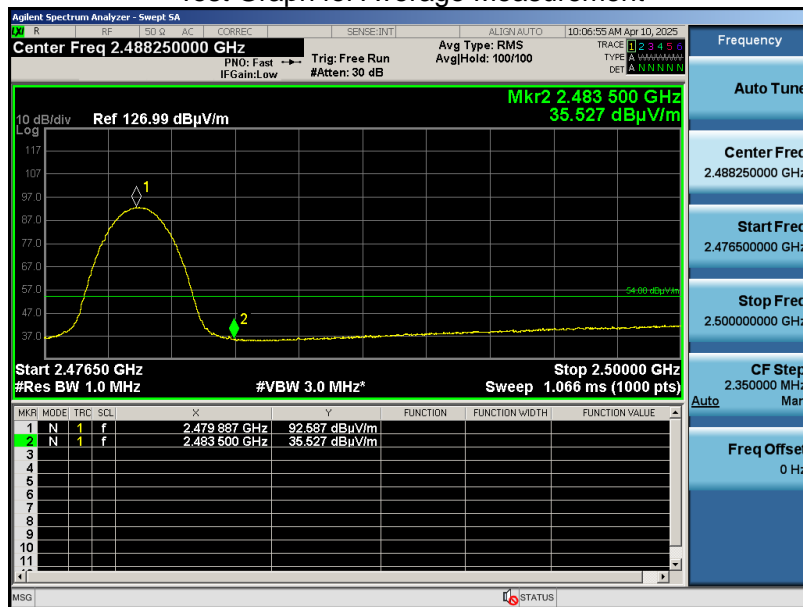 Test Graph for Average Measurement
Agilent Spectrum Analyzer - Swept SA
R RF 50 Ω AC CORREC SENSE:INT ALIGN AUTO 10:06:55 AM Apr 10, 2025
Center Freq 2.488250000 GHz
PNO: Fast
IFGain:Low
Trig: Free Run
#Atten: 30 dB
Avg Type: RMS
Avg|Hold: 100/100
TRACE 1 2 3 4 5 6
TYPE A WWWWW
DET A N N N N N
Mkr2 2.483 500 GHz
35.527 dBµV/m
10 dB/div Ref 126.99 dBµV/m
Log
117
107
97.0
87.0
77.0
67.0
57.0
47.0
37.0
1
2
54.00 dBµV/m
Start 2.47650 GHz Stop 2.50000 GHz
#Res BW 1.0 MHz #VBW 3.0 MHz* Sweep 1.066 ms (1000 pts)
MKR MODE TRC SCL X Y FUNCTION FUNCTION WIDTH FUNCTION VALUE
1 N 1 f 2.479 887 GHz 92.587 dBµV/m
2 N 1 f 2.483 500 GHz 35.527 dBµV/m
3
4
5
6
7
8
9
10
11
MSG STATUS
Frequency
Auto Tune
Center Freq
2.488250000 GHz
Start Freq
2.476500000 GHz
Stop Freq
2.500000000 GHz
CF Step
2.350000 MHz
Auto Man
Freq Offset
0 Hz